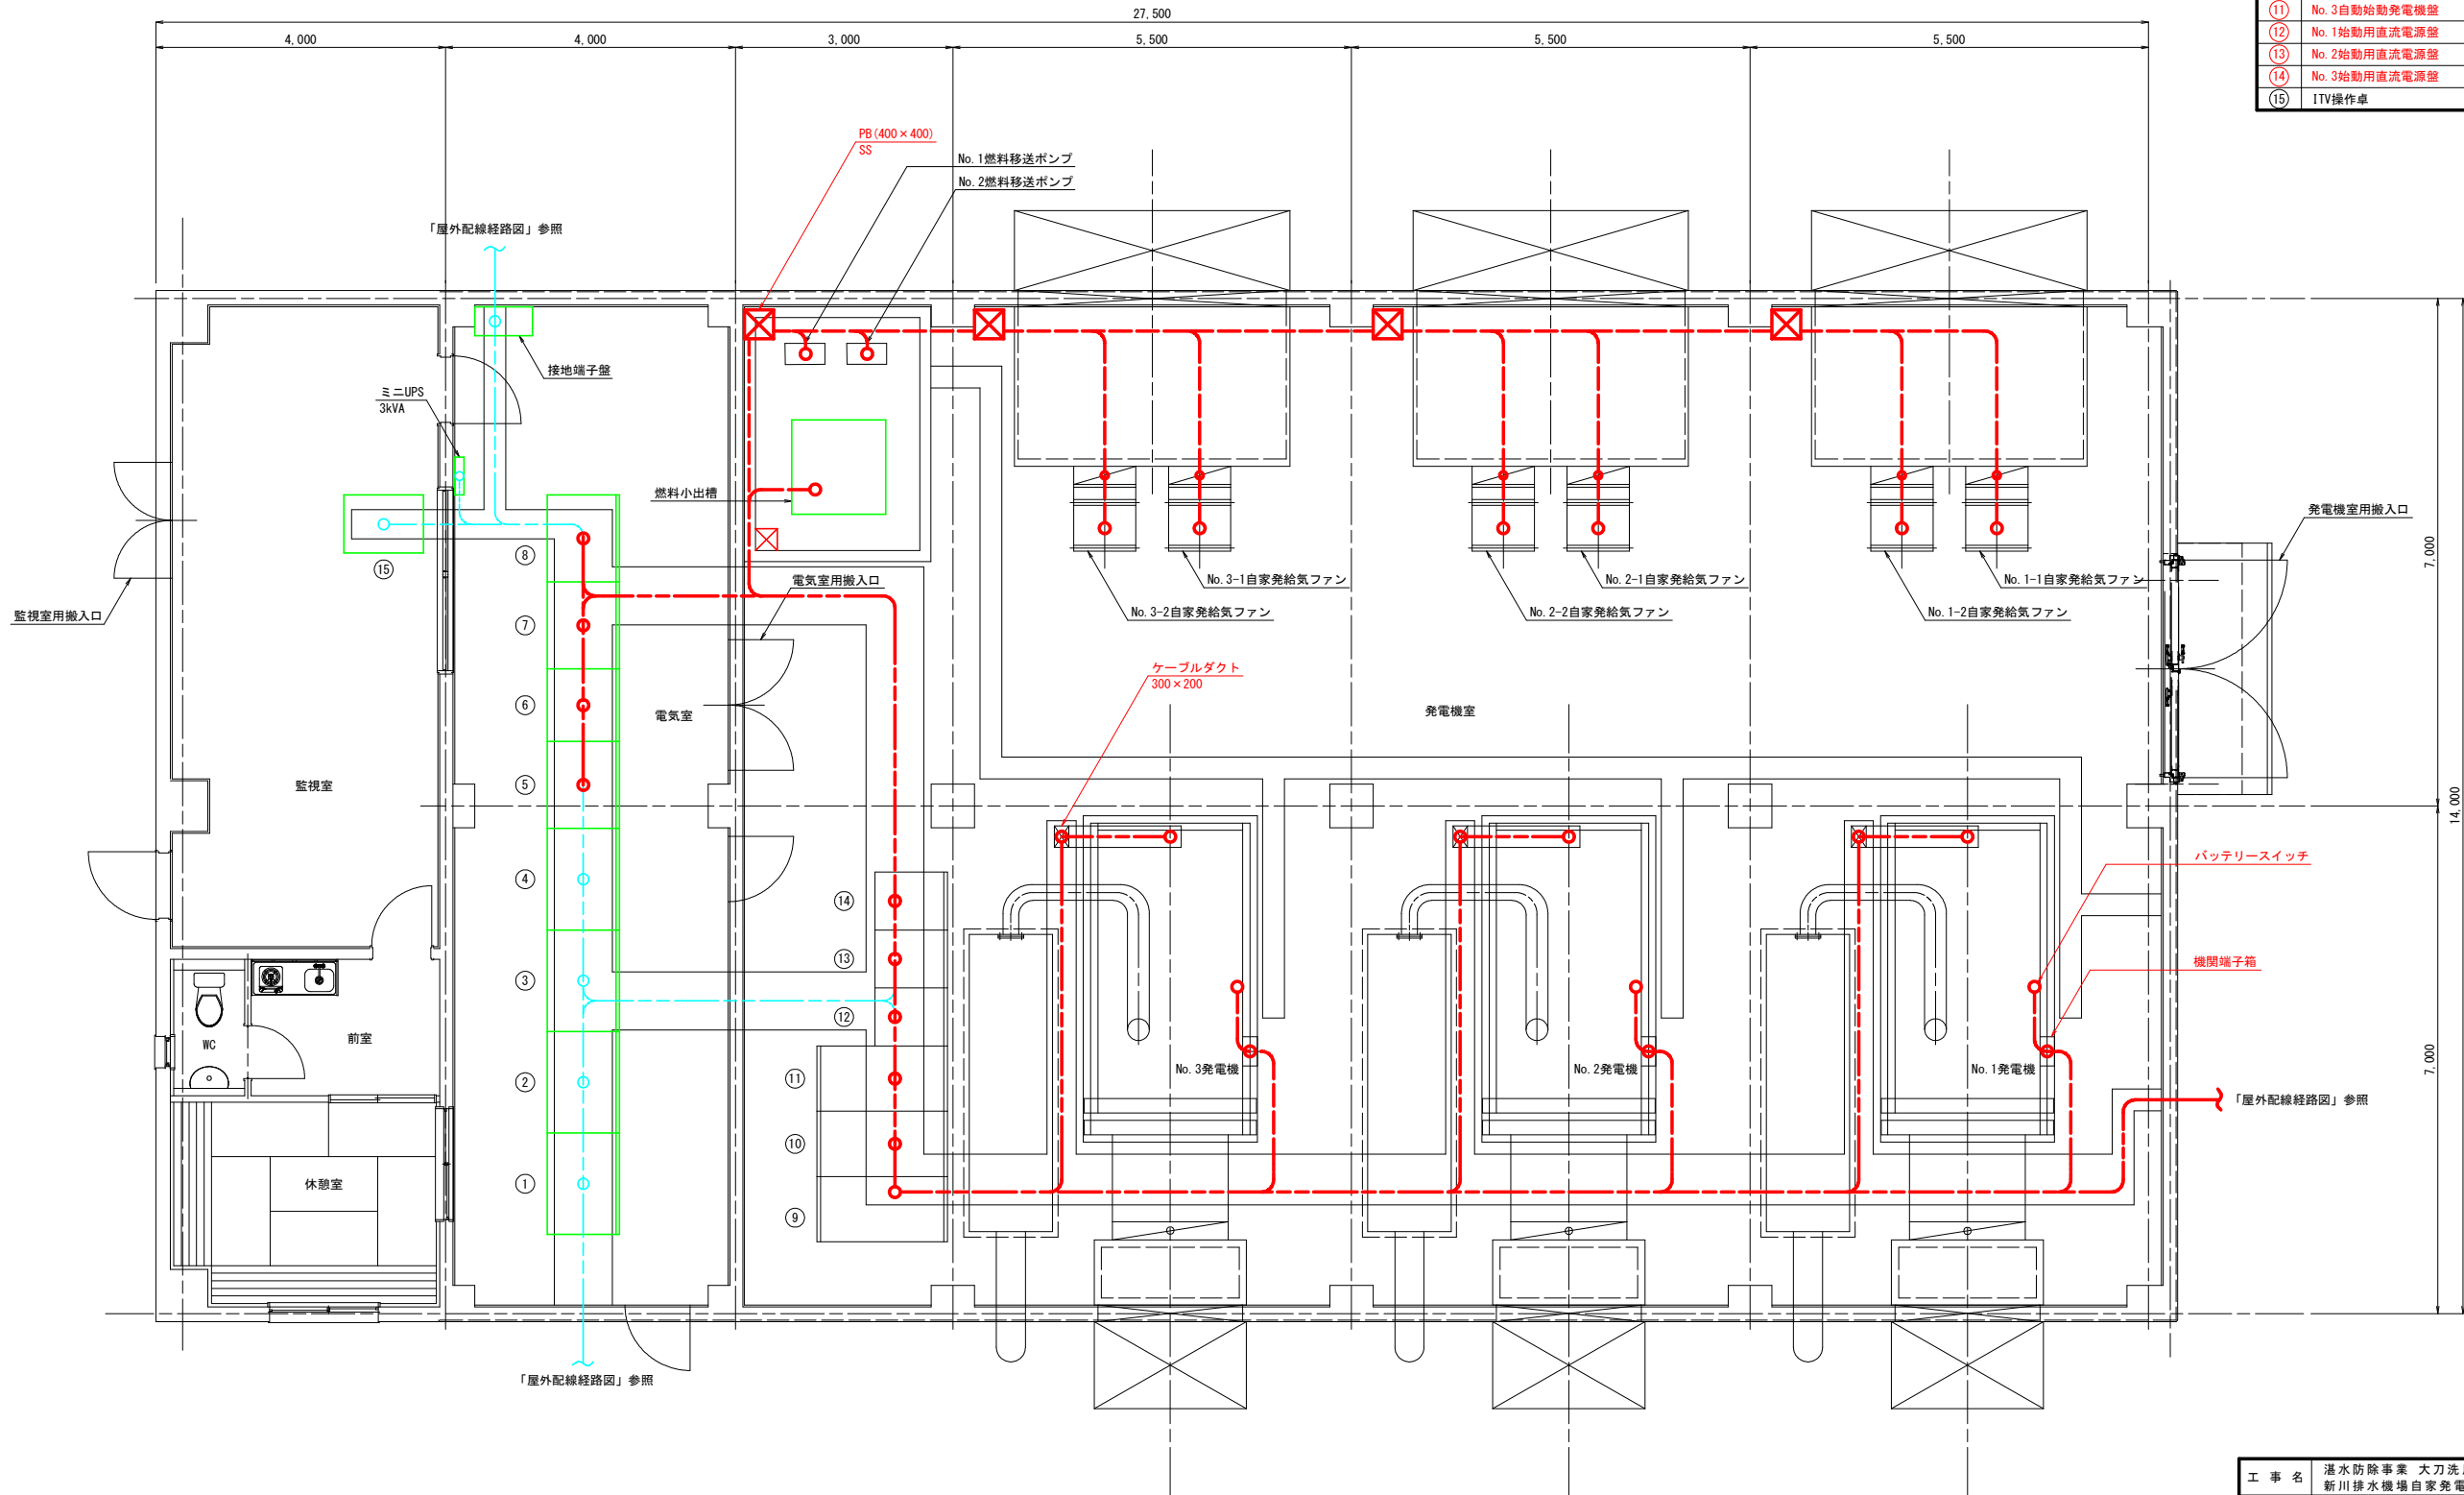 27,500
4,000
4,000
3,000
5,500
5,500
5,500
⑪ No.3自動始動発電機盤
⑫ No.1始動用直流電源盤
⑬ No.2始動用直流電源盤
⑭ No.3始動用直流電源盤
⑮ ITV操作卓
PB(400×400)
SS
No.1燃料移送ポンプ
No.2燃料移送ポンプ
「屋外配線経路図」参照
接地端子盤
ミニUPS
3kVA
燃料小出槽
発電機室用搬入口
7,000
⑧
⑮
電気室用搬入口
No.3-1自家発給気ファン
No.2-1自家発給気ファン
No.1-1自家発給気ファン
No.3-2自家発給気ファン
No.2-2自家発給気ファン
No.1-2自家発給気ファン
監視室用搬入口
⑦
ケーブルダクト
300×200
⑥
電気室
発電機室
監視室
⑤
14,000
バッテリースイッチ
④
⑭
⑬
機関端子箱
③
⑫
WC
前室
7,000
No.3発電機
No.2発電機
No.1発電機
⑪
②
「屋外配線経路図」参照
⑩
休憩室
①
⑨
「屋外配線経路図」参照
工 事 名
湛水防除事業 大刀洗
新川排水機場自家発電